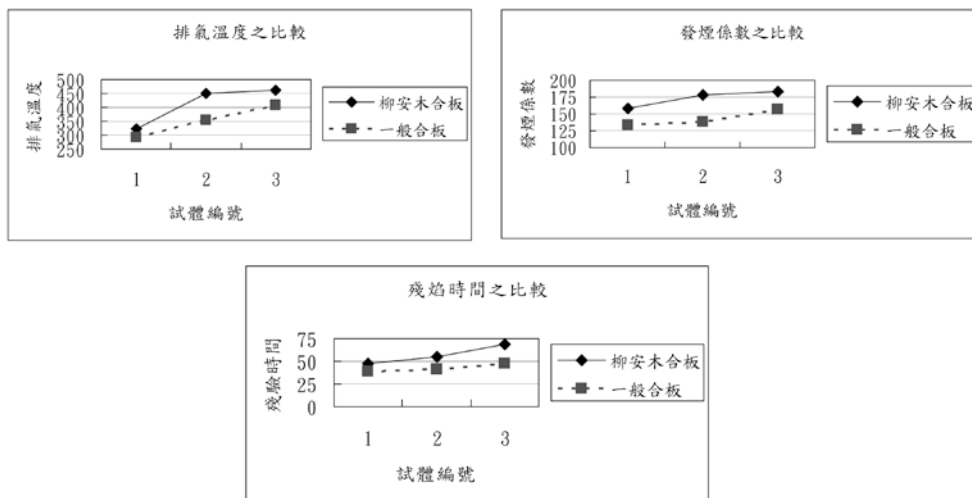 排氣溫度之比較
排氣溫度
500
450
400
350
300
250
1 2 3
試體編號
柳安木合板
一般合板
發煙係數之比較
發煙係數
200
175
150
125
100
1 2 3
試體編號
柳安木合板
一般合板
殘焰時間之比較
殘驗時間
75
50
25
0
1 2 3
試體編號
柳安木合板
一般合板